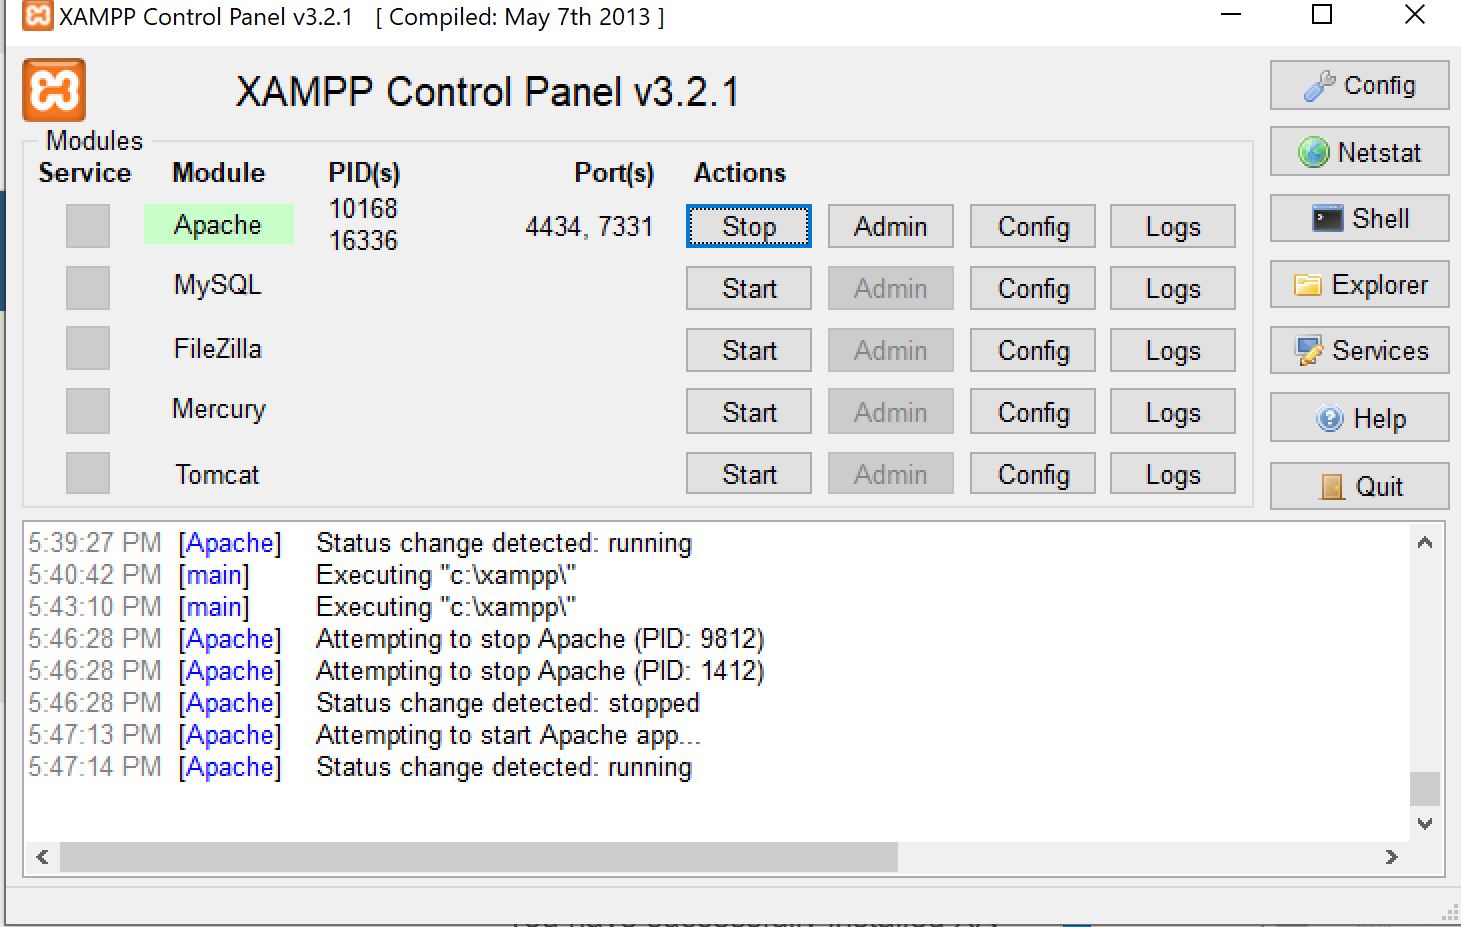 XAMPP Control Panel v3.2.1 [ Compiled: May 7th 2013 ]
XAMPP Control Panel v3.2.1
Config
Modules
Service Module PID(s) Port(s) Actions
Netstat
Apache 10168 16336 4434, 7331 Stop Admin Config Logs
Shell
MySQL Start Admin Config Logs
Explorer
FileZilla Start Admin Config Logs
Services
Mercury Start Admin Config Logs
Help
Tomcat Start Admin Config Logs
Quit
5:39:27 PM [Apache] Status change detected: running
5:40:42 PM [main] Executing "c:\xampp\"
5:43:10 PM [main] Executing "c:\xampp\"
5:46:28 PM [Apache] Attempting to stop Apache (PID: 9812)
5:46:28 PM [Apache] Attempting to stop Apache (PID: 1412)
5:46:28 PM [Apache] Status change detected: stopped
5:47:13 PM [Apache] Attempting to start Apache app...
5:47:14 PM [Apache] Status change detected: running